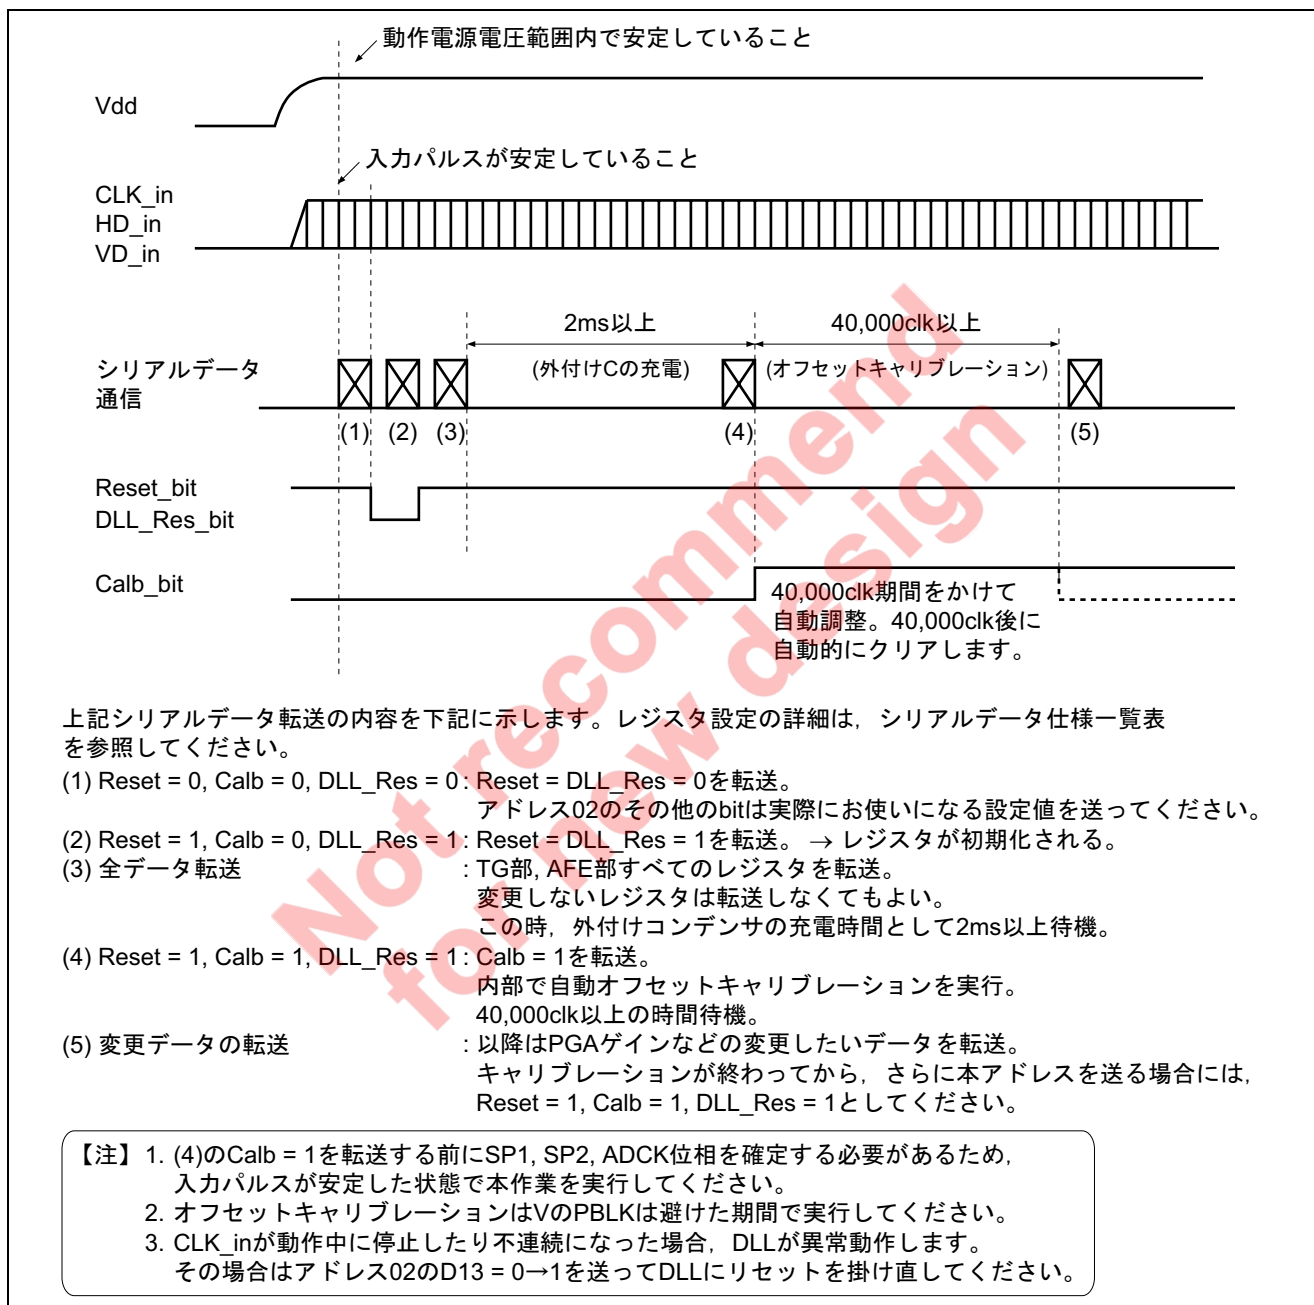 動作電源電圧範囲内で安定していること
Vdd
入力パルスが安定していること
CLK_in
HD_in
VD_in
2ms以上
40,000clk以上
シリアルデータ
通信
(外付けCの充電)
(オフセットキャリブレーション)
(1)
(2)
(3)
(4)
(5)
Reset_bit
DLL_Res_bit
Calb_bit
40,000clk期間をかけて
自動調整。40,000clk後に
自動的にクリアします。
上記シリアルデータ転送の内容を下記に示します。レジスタ設定の詳細は，シリアルデータ仕様一覧表
を参照してください。
(1) Reset = 0, Calb = 0, DLL_Res = 0 : Reset = DLL_Res = 0を転送。
アドレス02のその他のbitは実際にお使いになる設定値を送ってください。
(2) Reset = 1, Calb = 0, DLL_Res = 1 : Reset = DLL_Res = 1を転送。 → レジスタが初期化される。
(3) 全データ転送 : TG部, AFE部すべてのレジスタを転送。
変更しないレジスタは転送しなくてもよい。
この時，外付けコンデンサの充電時間として2ms以上待機。
(4) Reset = 1, Calb = 1, DLL_Res = 1 : Calb = 1を転送。
内部で自動オフセットキャリブレーションを実行。
40,000clk以上の時間待機。
(5) 変更データの転送 : 以降はPGAゲインなどの変更したいデータを転送。
キャリブレーションが終わってから，さらに本アドレスを送る場合には,
Reset = 1, Calb = 1, DLL_Res = 1としてください。
【注】 1. (4)のCalb = 1を転送する前にSP1, SP2, ADCK位相を確定する必要があるため,
入力パルスが安定した状態で本作業を実行してください。
2. オフセットキャリブレーションはVのPBLKは避けた期間で実行してください。
3. CLK_inが動作中に停止したり不連続になった場合，DLLが異常動作します。
その場合はアドレス02のD13 = 0→1を送ってDLLにリセットを掛け直してください。
Not recommend
for new design